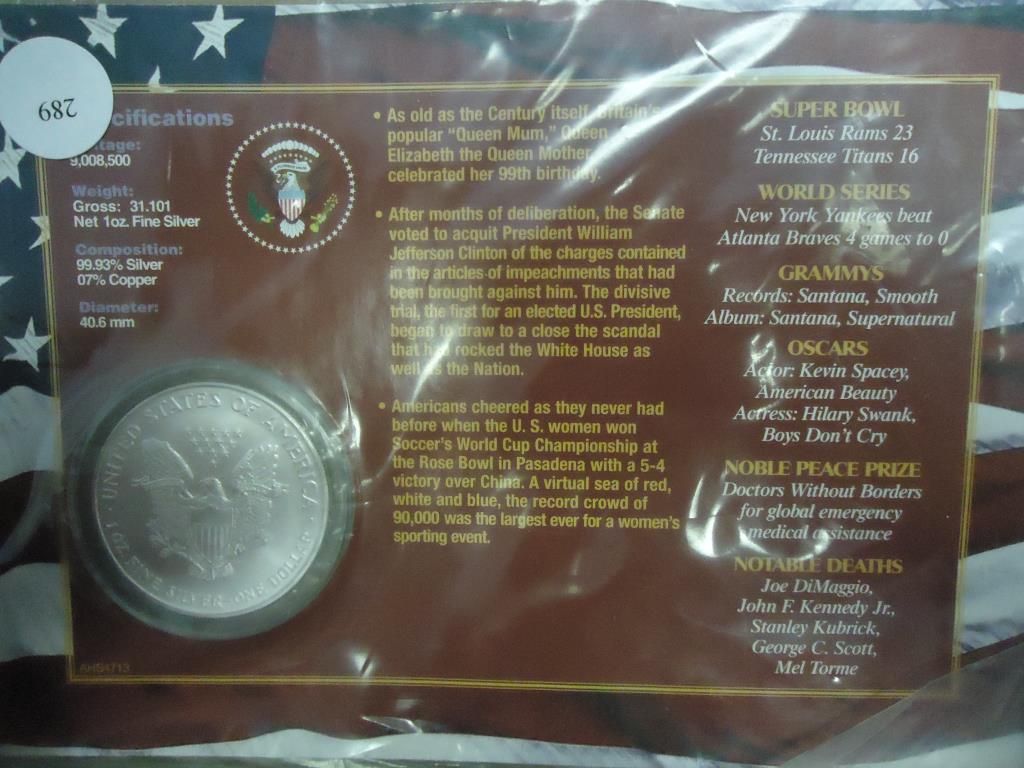 289
cifications
tage:
9,008,500
Weight:
Gross: 31.101
Net 1oz. Fine Silver
Composition:
99.93% Silver
07% Copper
Diameter:
40.6 mm
UNITED STATES OF AMERICA
1 OZ. FINE SILVER~ONE DOLLAR
AHS4713
• As old as the Century itself, Britain's
popular "Queen Mum," Queen
Elizabeth the Queen Mother
celebrated her 99th birthday.
• After months of deliberation, the Senate
voted to acquit President William
Jefferson Clinton of the charges contained
in the articles of impeachments that had
been brought against him. The divisive
trial, the first for an elected U.S. President,
began to draw to a close the scandal
that had rocked the White House as
well as the Nation.
• Americans cheered as they never had
before when the U. S. women won
Soccer's World Cup Championship at
the Rose Bowl in Pasadena with a 5-4
victory over China. A virtual sea of red,
white and blue, the record crowd of
90,000 was the largest ever for a women's
sporting event.
SUPER BOWL
St. Louis Rams 23
Tennessee Titans 16
WORLD SERIES
New York Yankees beat
Atlanta Braves 4 games to 0
GRAMMYS
Records: Santana, Smooth
Album: Santana, Supernatural
OSCARS
Actor: Kevin Spacey,
American Beauty
Actress: Hilary Swank,
Boys Don't Cry
NOBLE PEACE PRIZE
Doctors Without Borders
for global emergency
medical assistance
NOTABLE DEATHS
Joe DiMaggio,
John F. Kennedy Jr.,
Stanley Kubrick,
George C. Scott,
Mel Torme